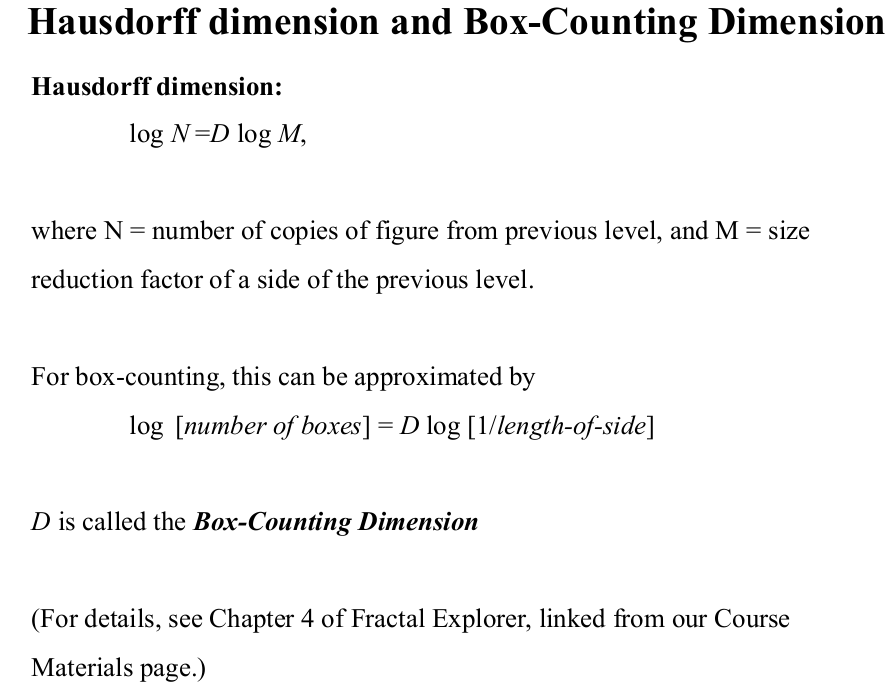 Hausdorff dimension and Box-Counting Dimension
Hausdorff dimension:
log N=D log M,
where N = number of copies of figure from previous level, and M = size
reduction factor of a side of the previous level.
For box-counting, this can be approximated by
log [number of boxes] = D log [1/length-of-side]
D is called the Box-Counting Dimension
(For details, see Chapter 4 of Fractal Explorer, linked from our Course
Materials page.)